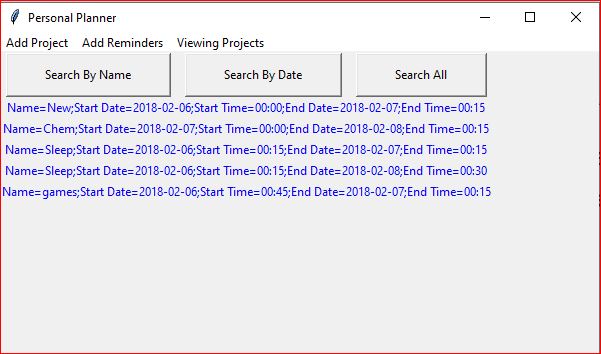 Personal Planner
Add Project Add Reminders Viewing Projects
Search By Name Search By Date Search All
Name=New;Start Date=2018-02-06;Start Time=00:00;End Date=2018-02-07;End Time=00:15
Name=Chem;Start Date=2018-02-07;Start Time=00:00;End Date=2018-02-08;End Time=00:15
Name=Sleep;Start Date=2018-02-06;Start Time=00:15;End Date=2018-02-07;End Time=00:15
Name=Sleep;Start Date=2018-02-06;Start Time=00:15;End Date=2018-02-08;End Time=00:30
Name=games;Start Date=2018-02-06;Start Time=00:45;End Date=2018-02-07;End Time=00:15